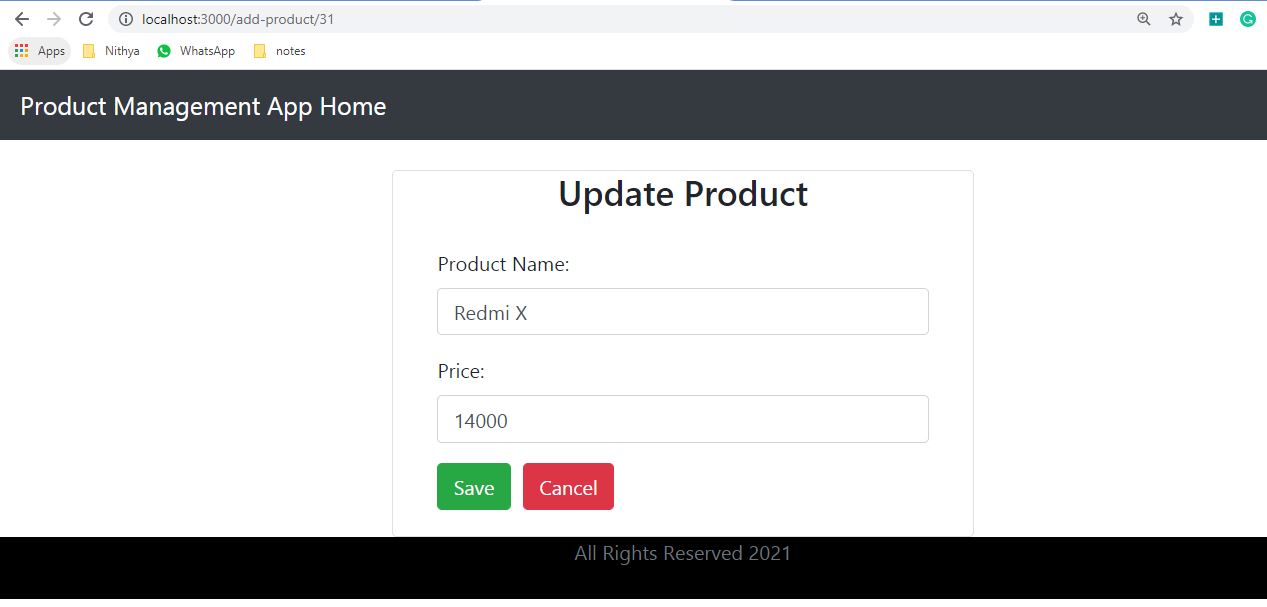 localhost:3000/add-product/31
Apps Nithya WhatsApp notes
Product Management App Home
Update Product
Product Name:
Redmi X
Price:
14000
Save Cancel
All Rights Reserved 2021